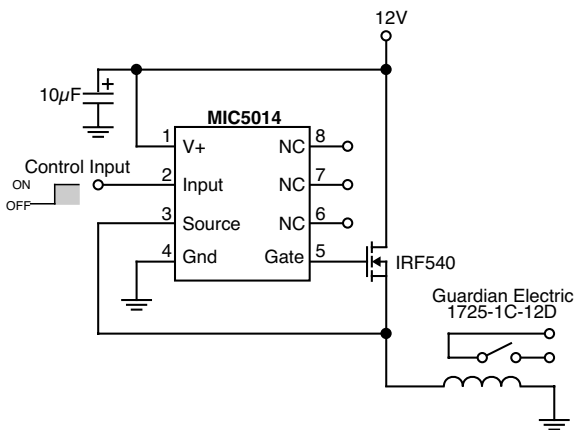 12V
+
10µF
MIC5014
1 V+ NC 8
Control Input
ON
OFF
2 Input NC 7
3 Source NC 6
4 Gnd Gate 5
IRF540
Guardian Electric
1725-1C-12D